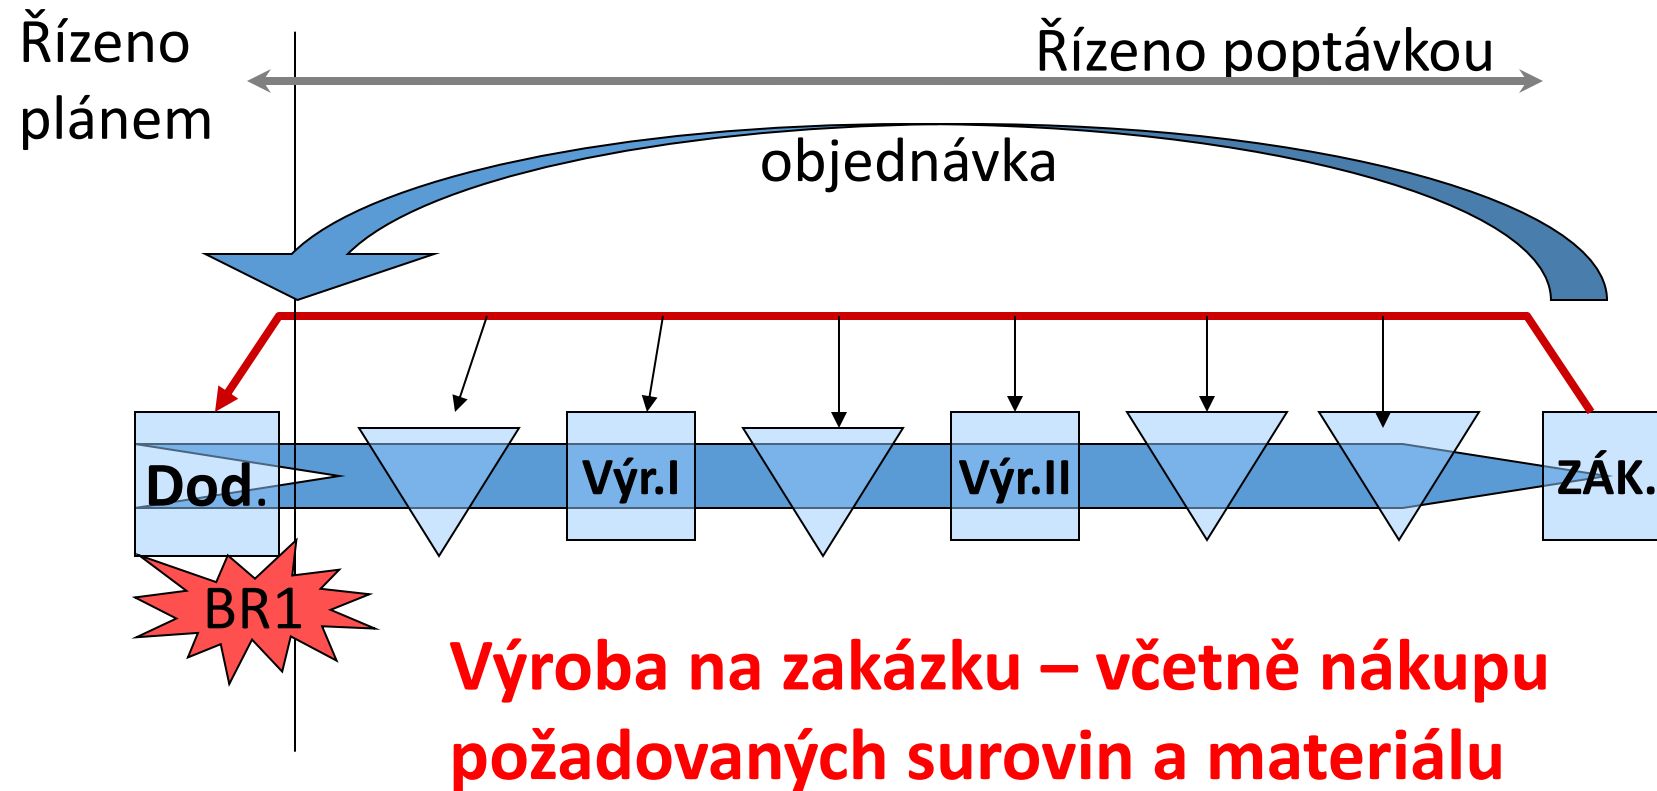 Řízeno
plánem
Řízeno poptávkou
objednávka
Dod.
Výr.I
Výr.II
ZÁK.
BR1
Výroba na zakázku – včetně nákupu
požadovaných surovin a materiálu